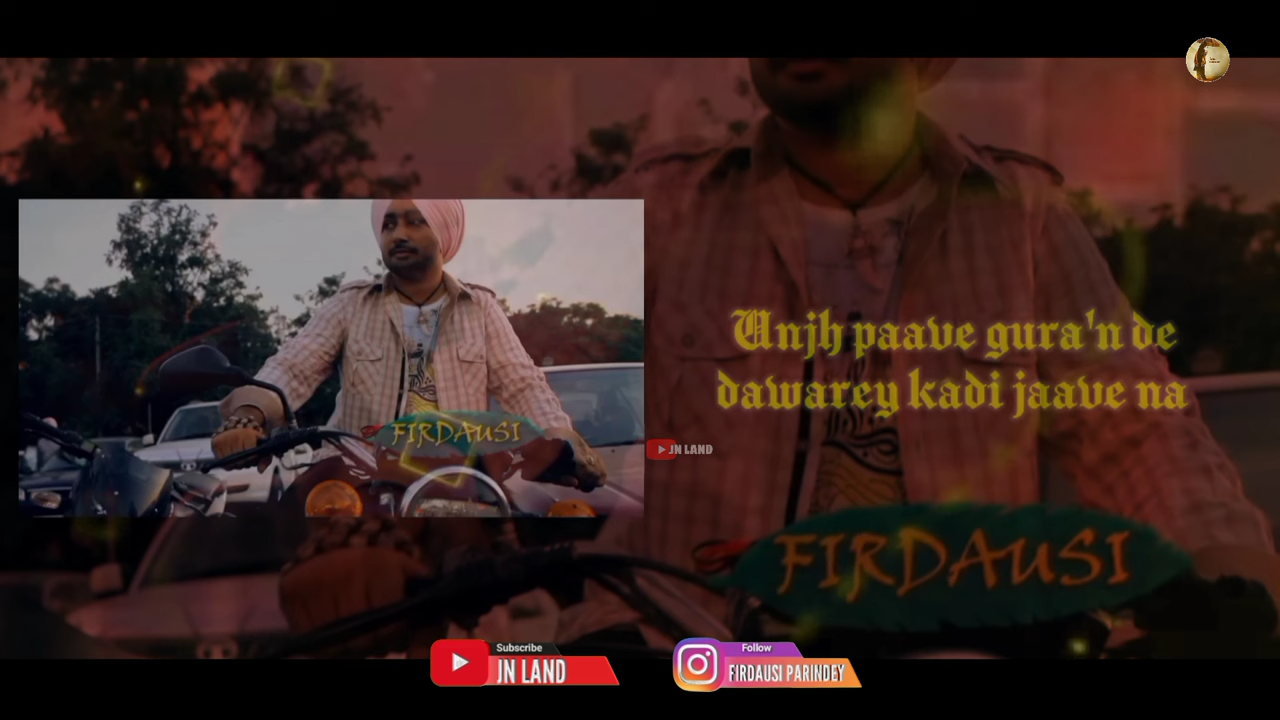 Unjh paave gura'n de
dawarey kadi jaave na
FIRDAUSI
JN LAND
FIRDAUSI
Subscribe
JN LAND
Follow
FIRDAUSI PARINDEY